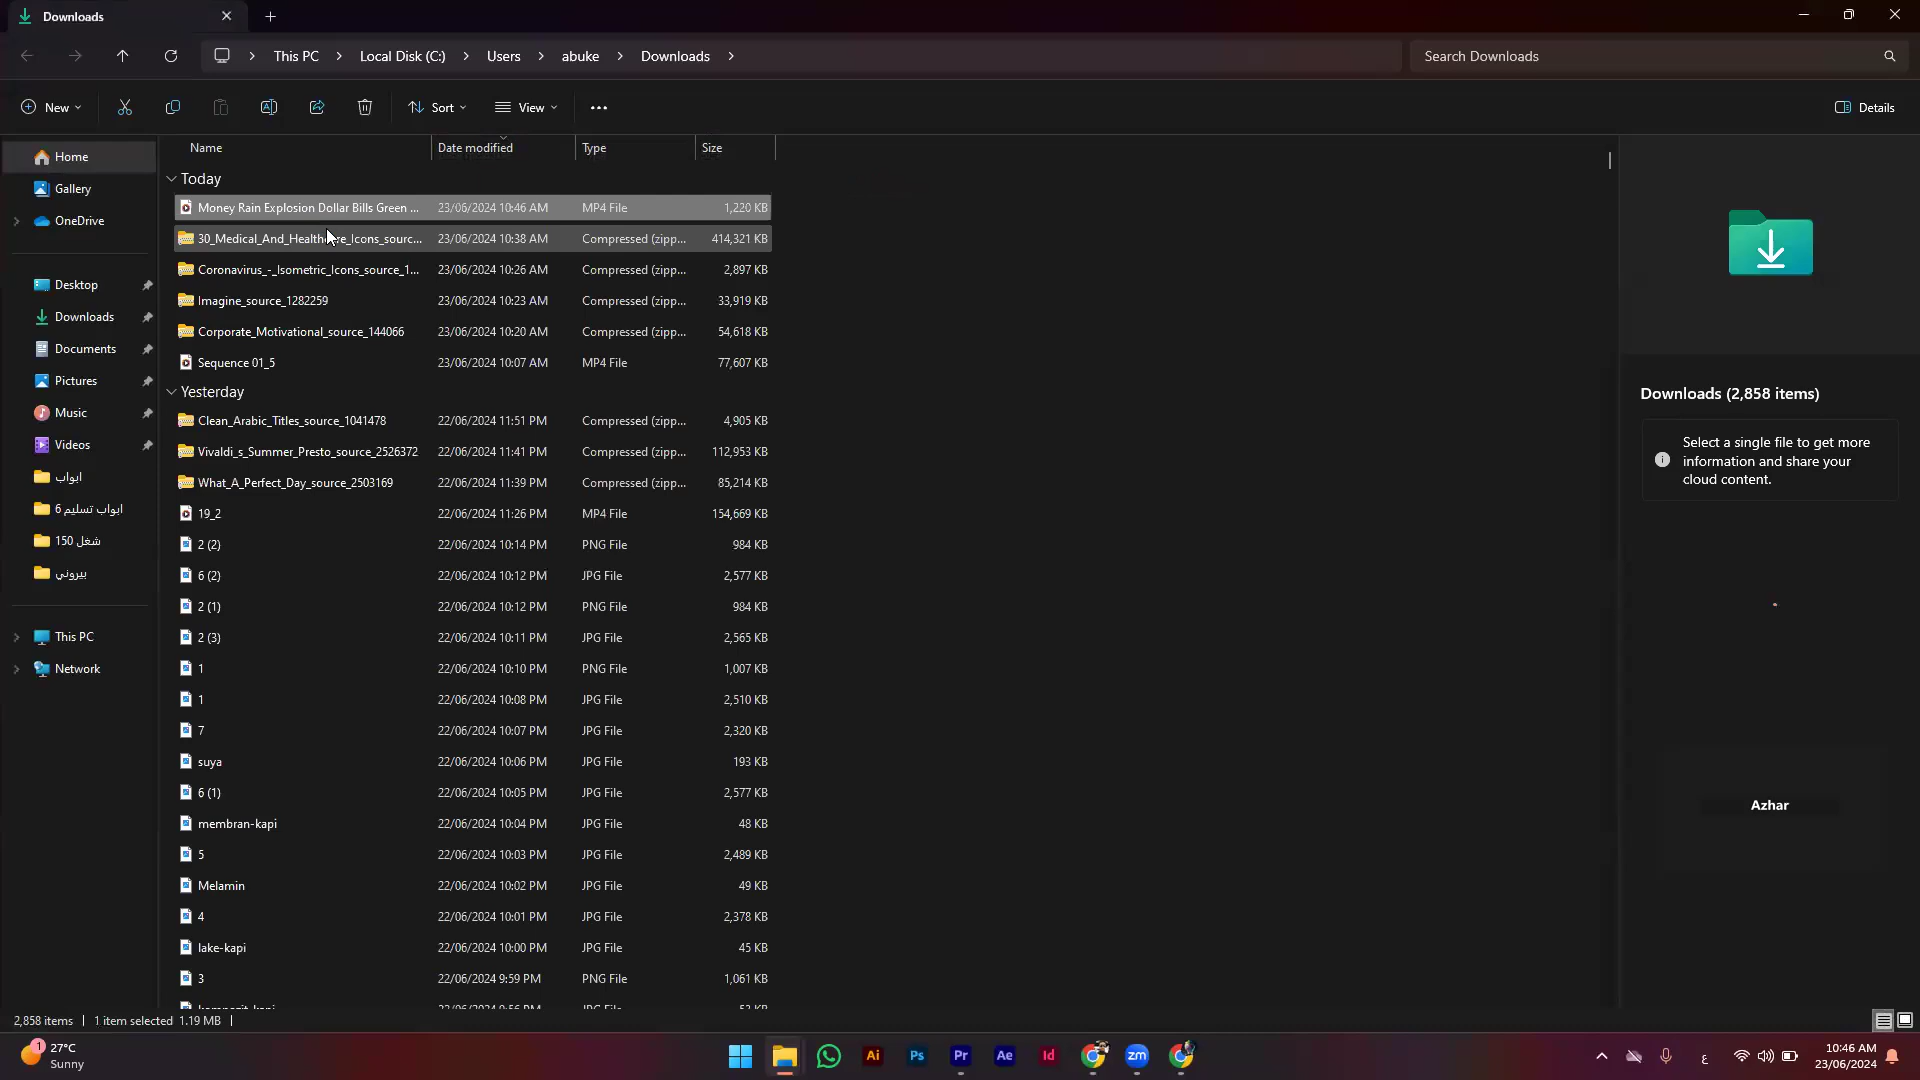 Downloads
This PC
Local Disk (C:)
Users
abuke
Downloads
Search Downloads
New
Sort
View
Details
Home
Gallery
OneDrive
Desktop
Downloads
Documents
Pictures
Music
Videos
ابواب
ابواب تسليم 6
شغل 150
بيروني
This PC
Network
Name Date modified Type Size
Today
Money Rain Explosion Dollar Bills Green ... 23/06/2024 10:46 AM MP4 File 1,220 KB
30_Medical_And_Healthcare_Icons_sourc... 23/06/2024 10:38 AM Compressed (zipp... 414,321 KB
Coronavirus_-_Isometric_Icons_source_1... 23/06/2024 10:26 AM Compressed (zipp... 2,897 KB
Imagine_source_1282259 23/06/2024 10:23 AM Compressed (zipp... 33,919 KB
Corporate_Motivational_source_144066 23/06/2024 10:20 AM Compressed (zipp... 54,618 KB
Sequence 01_5 23/06/2024 10:07 AM MP4 File 77,607 KB
Yesterday
Clean_Arabic_Titles_source_1041478 22/06/2024 11:51 PM Compressed (zipp... 4,905 KB
Vivaldi_s_Summer_Presto_source_2526372 22/06/2024 11:41 PM Compressed (zipp... 112,953 KB
What_A_Perfect_Day_source_2503169 22/06/2024 11:39 PM Compressed (zipp... 85,214 KB
19_2 22/06/2024 11:26 PM MP4 File 154,669 KB
2 (2) 22/06/2024 10:14 PM PNG File 984 KB
6 (2) 22/06/2024 10:12 PM JPG File 2,577 KB
2 (1) 22/06/2024 10:12 PM PNG File 984 KB
2 (3) 22/06/2024 10:11 PM JPG File 2,565 KB
1 22/06/2024 10:10 PM PNG File 1,007 KB
1 22/06/2024 10:08 PM JPG File 2,510 KB
7 22/06/2024 10:07 PM JPG File 2,320 KB
suya 22/06/2024 10:06 PM JPG File 193 KB
6 (1) 22/06/2024 10:05 PM JPG File 2,577 KB
membran-kapi 22/06/2024 10:04 PM JPG File 48 KB
5 22/06/2024 10:03 PM JPG File 2,489 KB
Melamin 22/06/2024 10:02 PM JPG File 49 KB
4 22/06/2024 10:01 PM JPG File 2,378 KB
lake-kapi 22/06/2024 10:00 PM JPG File 45 KB
3 22/06/2024 9:59 PM PNG File 1,061 KB
Downloads (2,858 items)
Select a single file to get more
information and share your
cloud content.
Azhar
2,858 items 1 item selected 1.19 MB
1
27°C
Sunny
Ai Ps Pr Ae Id zm
ع
10:46 AM
23/06/2024